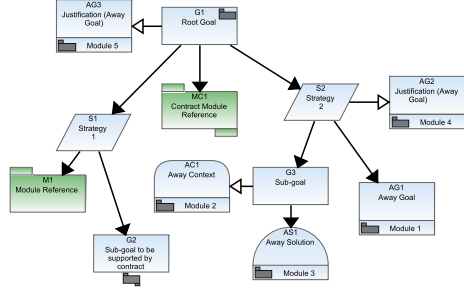 AG3
Justification (Away
Goal)
Module 5
G1
Root Goal
MC1
Contract Module
Reference
S2
Strategy
2
AG2
Justification (Away
Goal)
Module 4
S1
Strategy
1
M1
Module Reference
AC1
Away Context
Module 2
G3
Sub-goal
AG1
Away Goal
Module 1
G2
Sub-goal to be
supported by
contract
AS1
Away Solution
Module 3